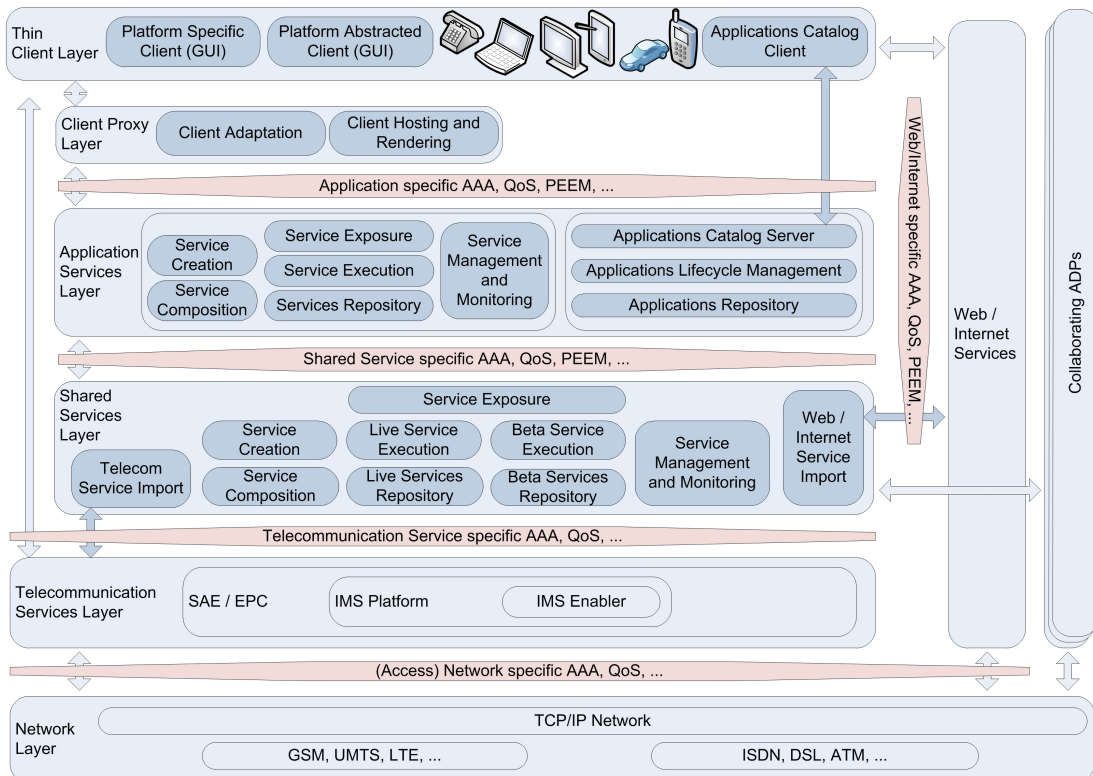 Thin
Client Layer
Platform Specific
Client (GUI)
Platform Abstracted
Client (GUI)
Applications Catalog
Client
Client Proxy
Layer
Client Adaptation
Client Hosting and
Rendering
Application specific AAA, QoS, PEEM, ...
Application
Services
Layer
Service
Creation
Service
Composition
Service Exposure
Service Execution
Services Repository
Service
Management
and
Monitoring
Applications Catalog Server
Applications Lifecycle Management
Applications Repository
Web/Internet specific AAA, QoS, PEEM, ...
Web /
Internet
Services
Collaborating ADPs
Shared Service specific AAA, QoS, PEEM, ...
Shared
Services
Layer
Telecom
Service Import
Service Exposure
Service
Creation
Live Service
Execution
Beta Service
Execution
Service
Composition
Live Services
Repository
Beta Services
Repository
Service
Management
and Monitoring
Web /
Internet
Service
Import
Telecommunication Service specific AAA, QoS, ...
Telecommunication
Services Layer
SAE / EPC
IMS Platform
IMS Enabler
(Access) Network specific AAA, QoS, ...
Network
Layer
TCP/IP Network
GSM, UMTS, LTE, ...
ISDN, DSL, ATM, ...